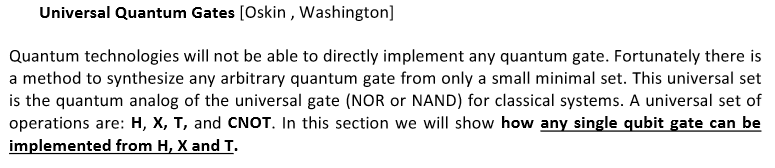 Universal Quantum Gates [Oskin , Washington]
Quantum technologies will not be able to directly implement any quantum gate. Fortunately there is
a method to synthesize any arbitrary quantum gate from only a small minimal set. This universal set
is the quantum analog of the universal gate (NOR or NAND) for classical systems. A universal set of
operations are: H, X, T, and CNOT. In this section we will show how any single qubit gate can be
implemented from H, X and T.